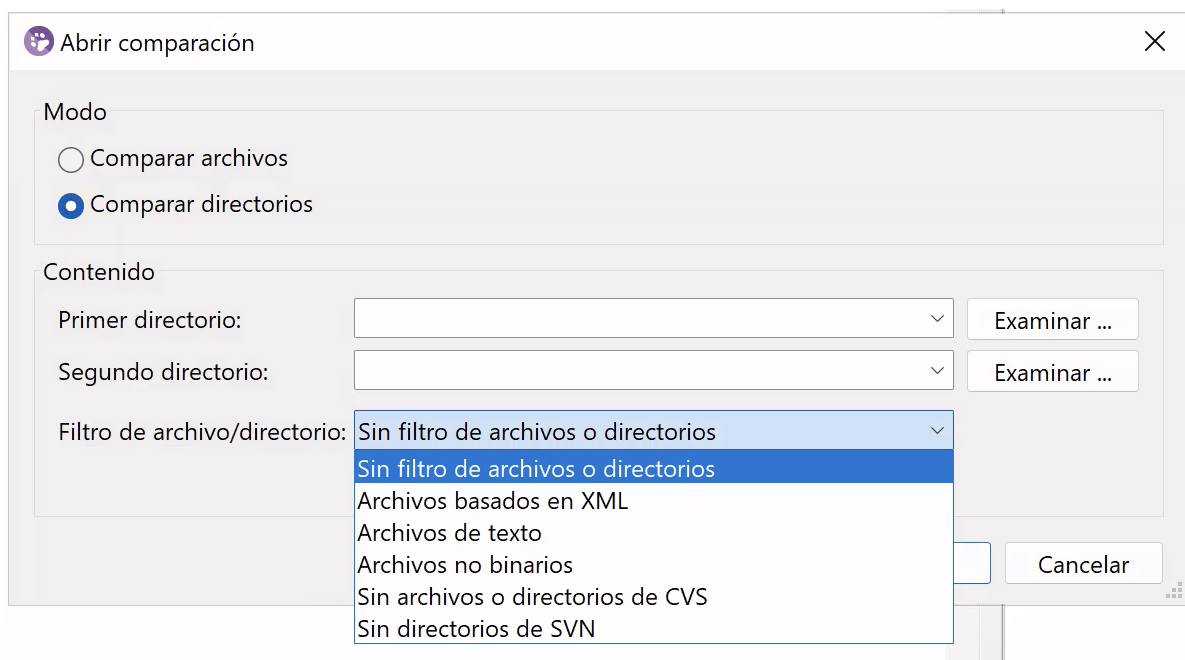 Abrir comparación
Modo
Comparar archivos
Comparar directorios
Contenido
Primer directorio:
Examinar ...
Segundo directorio:
Examinar ...
Filtro de archivo/directorio:
Sin filtro de archivos o directorios
Sin filtro de archivos o directorios
Archivos basados en XML
Archivos de texto
Archivos no binarios
Sin archivos o directorios de CVS
Sin directorios de SVN
Cancelar